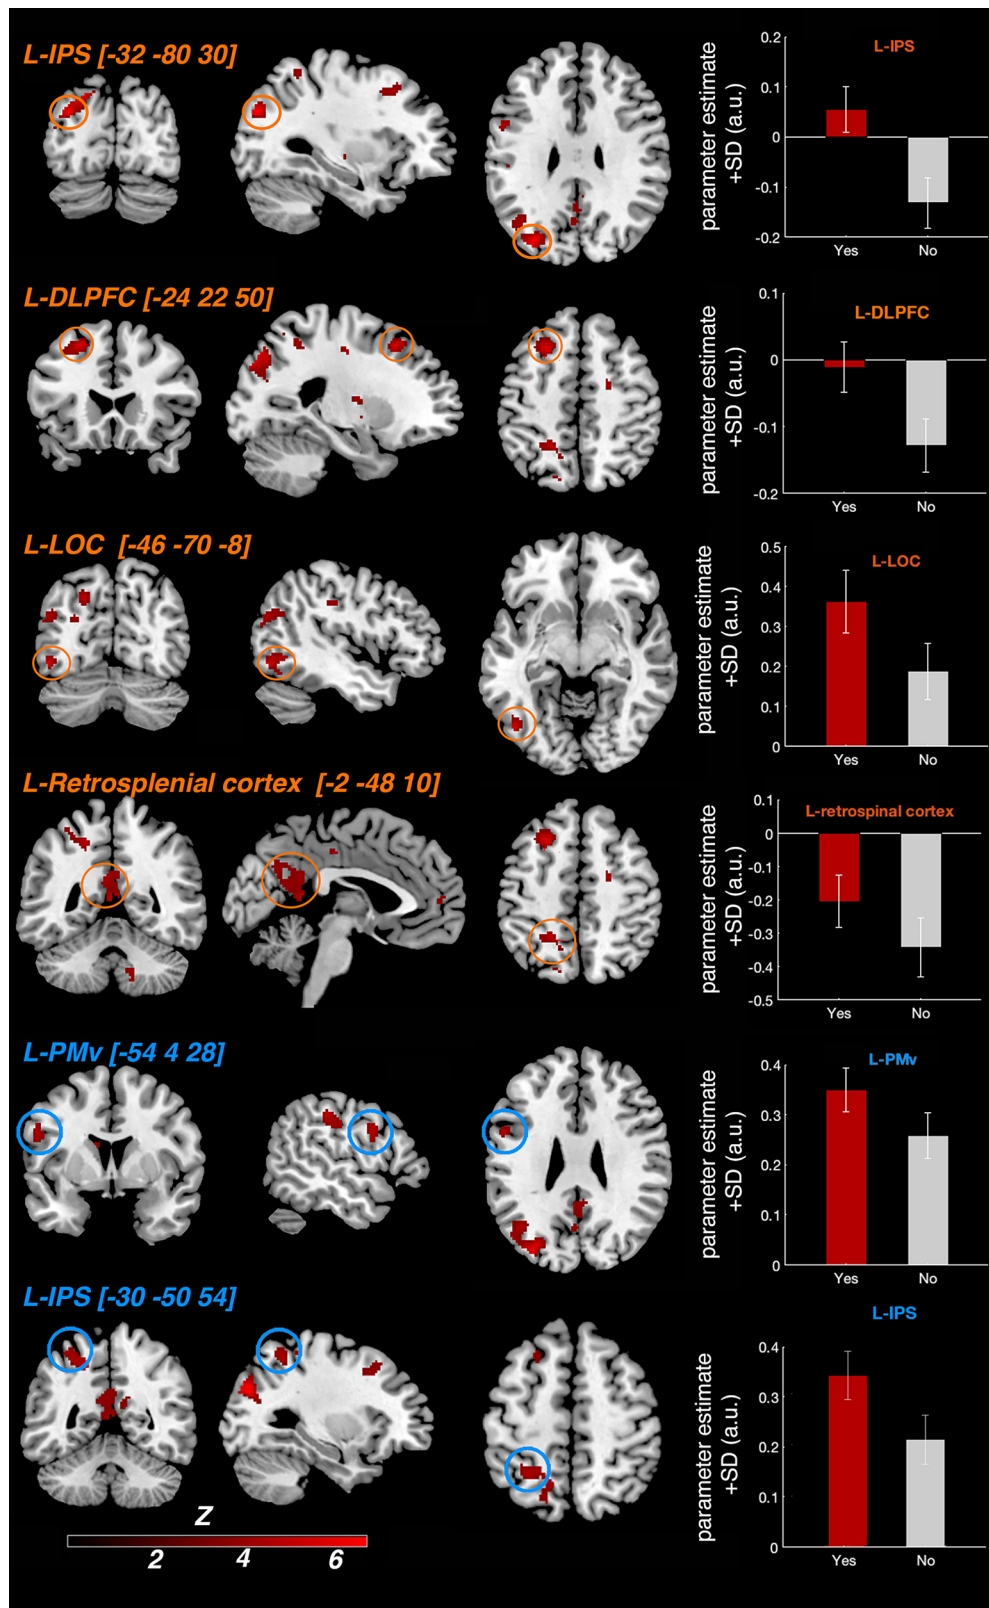 L-IPS [-32 -80 30]
parameter estimate
+SD (a.u.)
L-IPS
0.2
0.1
0
-0.1
-0.2
Yes No
L-DLPFC [-24 22 50]
parameter estimate
+SD (a.u.)
L-DLPFC
0.1
0
-0.1
-0.2
Yes No
L-LOC [-46 -70 -8]
parameter estimate
+SD (a.u.)
L-LOC
0.5
0.4
0.3
0.2
0.1
0
Yes No
L-Retrosplenial cortex [-2 -48 10]
parameter estimate
+SD (a.u.)
L-retrospinal cortex
0.1
0
-0.1
-0.2
-0.3
-0.4
-0.5
Yes No
L-PMv [-54 4 28]
parameter estimate
+SD (a.u.)
L-PMv
0.4
0.3
0.2
0.1
0
Yes No
L-IPS [-30 -50 54]
parameter estimate
+SD (a.u.)
L-IPS
0.4
0.3
0.2
0.1
0
Yes No
Z
2 4 6